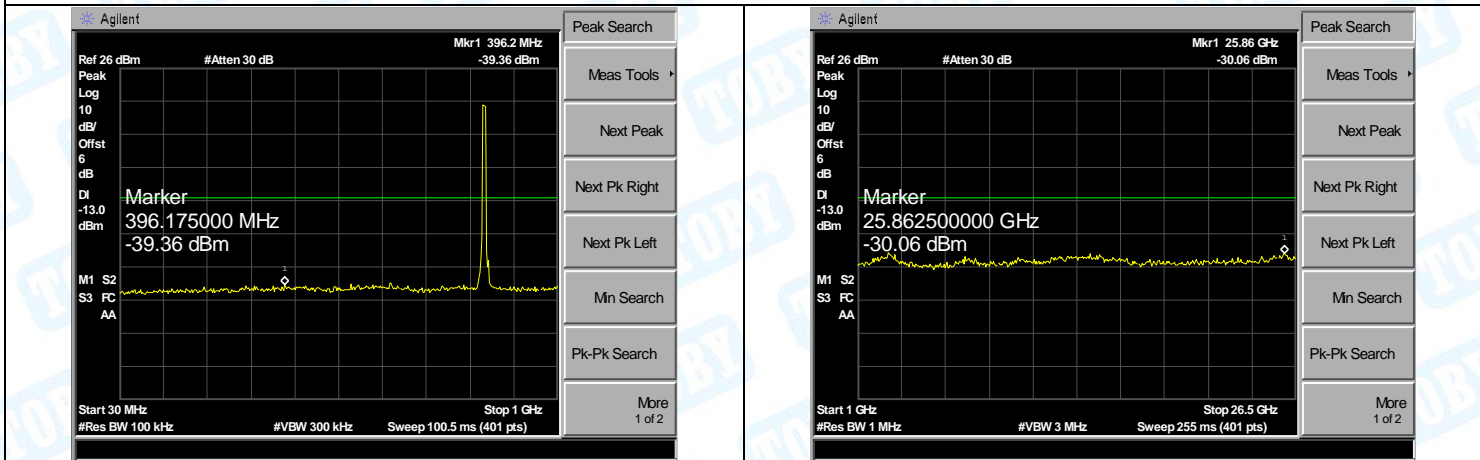 Agilent
Mkr1 396.2 MHz
Ref 26 dBm #Atten 30 dB -39.36 dBm
Peak
Log
10
dB/
Offst
6
dB
DI
-13.0
dBm
Marker
396.175000 MHz
-39.36 dBm
1
M1 S2
S3 FC
AA
Start 30 MHz Stop 1 GHz
#Res BW 100 kHz #VBW 300 kHz Sweep 100.5 ms (401 pts)
Peak Search
Meas Tools
Next Peak
Next Pk Right
Next Pk Left
Min Search
Pk-Pk Search
More
1 of 2
Agilent
Mkr1 25.86 GHz
Ref 26 dBm #Atten 30 dB -30.06 dBm
Peak
Log
10
dB/
Offst
6
dB
DI
-13.0
dBm
Marker
25.862500000 GHz
-30.06 dBm
1
M1 S2
S3 FC
AA
Start 1 GHz Stop 26.5 GHz
#Res BW 1 MHz #VBW 3 MHz Sweep 255 ms (401 pts)
Peak Search
Meas Tools
Next Peak
Next Pk Right
Next Pk Left
Min Search
Pk-Pk Search
More
1 of 2
TOBY